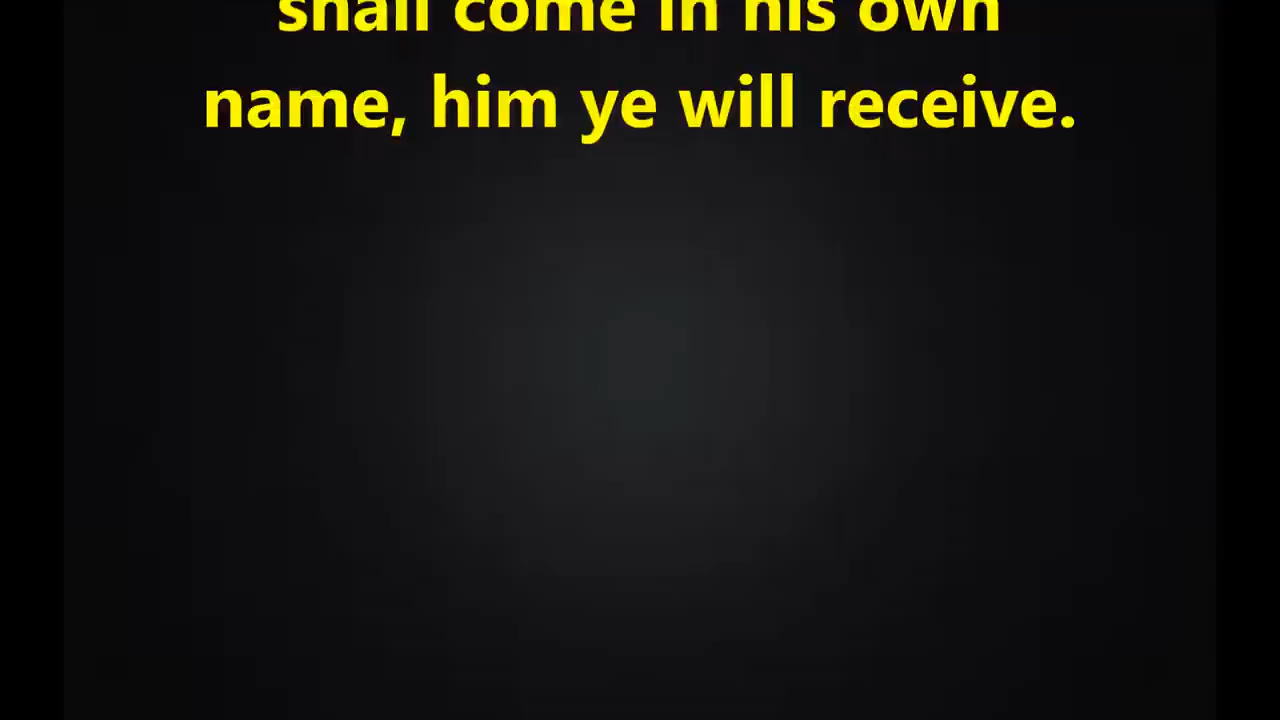 shall come in his own
name, him ye will receive.